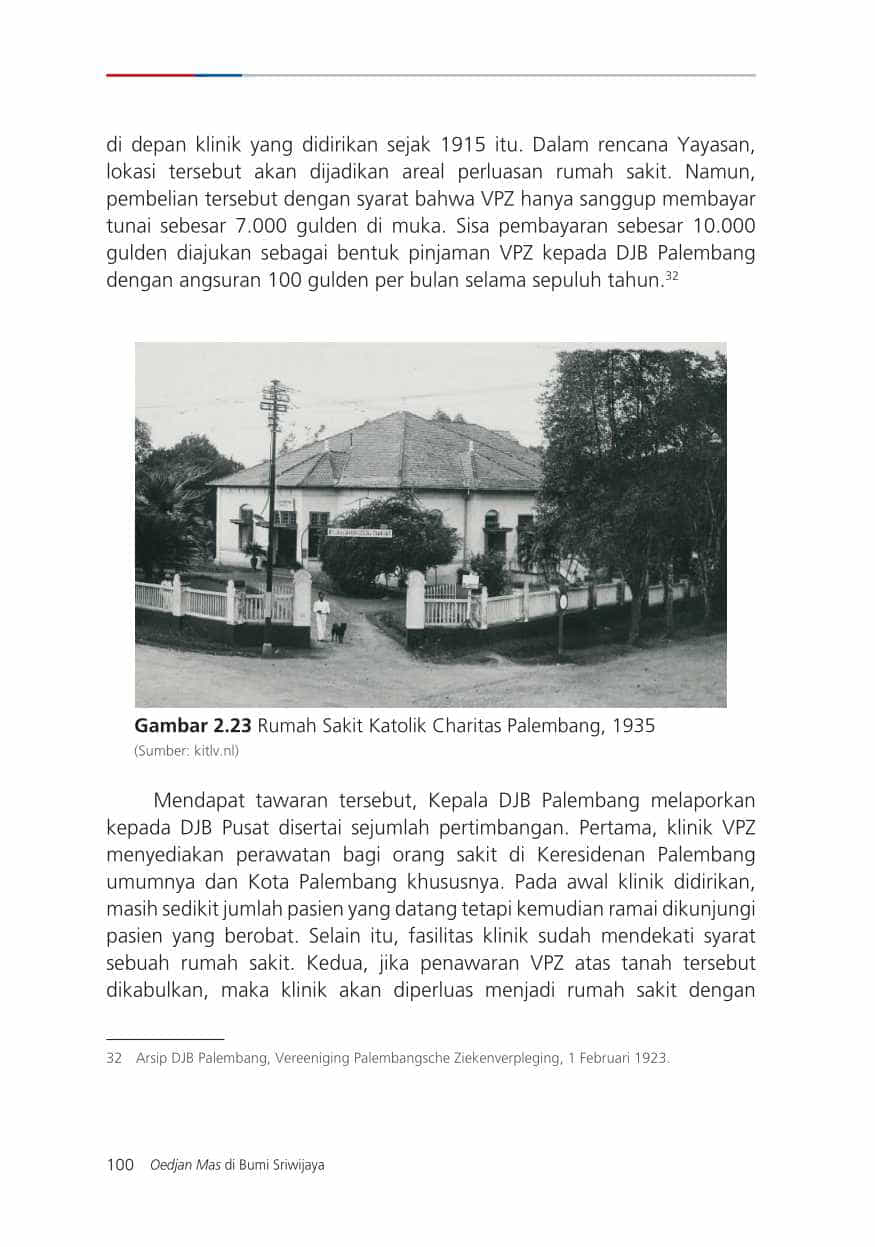 di depan klinik yang didirikan sejak 1915 itu. Dalam rencana Yayasan,
lokasi tersebut akan dijadikan areal perluasan rumah sakit. Namun,
pembelian tersebut dengan syarat bahwa VPZ hanya sanggup membayar
tunai sebesar 7.000 gulden di muka. Sisa pembayaran sebesar 10.000
gulden diajukan sebagai bentuk pinjaman VPZ kepada DJB Palembang
dengan angsuran 100 gulden per bulan selama sepuluh tahun.32
Gambar 2.23 Rumah Sakit Katolik Charitas Palembang, 1935
(Sumber: kitlv.nl)
Mendapat tawaran tersebut, Kepala DJB Palembang melaporkan
kepada DJB Pusat disertai sejumlah pertimbangan. Pertama, klinik VPZ
menyediakan perawatan bagi orang sakit di Keresidenan Palembang
umumnya dan Kota Palembang khususnya. Pada awal klinik didirikan,
masih sedikit jumlah pasien yang datang tetapi kemudian ramai dikunjungi
pasien yang berobat. Selain itu, fasilitas klinik sudah mendekati syarat
sebuah rumah sakit. Kedua, jika penawaran VPZ atas tanah tersebut
dikabulkan, maka klinik akan diperluas menjadi rumah sakit dengan
32 Arsip DJB Palembang, Vereeniging Palembangsche Ziekenverpleging, 1 Februari 1923.
100 Oedjan Mas di Bumi Sriwijaya